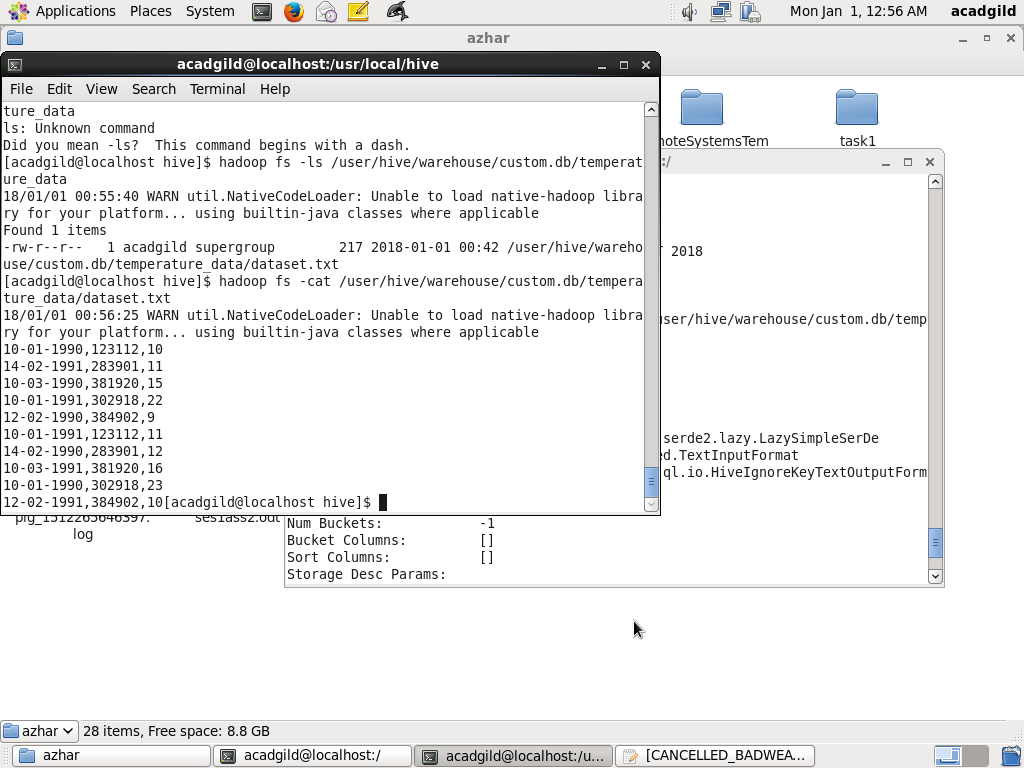 Applications Places System
Mon Jan 1, 12:56 AM acadgild
azhar
acadgild@localhost:/usr/local/hive
File Edit View Search Terminal Help
ture_data
ls: Unknown command
Did you mean -ls? This command begins with a dash.
[acadgild@localhost hive]$ hadoop fs -ls /user/hive/warehouse/custom.db/temperat
ure_data
18/01/01 00:55:40 WARN util.NativeCodeLoader: Unable to load native-hadoop libra
ry for your platform... using builtin-java classes where applicable
Found 1 items
-rw-r--r-- 1 acadgild supergroup 217 2018-01-01 00:42 /user/hive/wareho
use/custom.db/temperature_data/dataset.txt
[acadgild@localhost hive]$ hadoop fs -cat /user/hive/warehouse/custom.db/tempera
ture_data/dataset.txt
18/01/01 00:56:25 WARN util.NativeCodeLoader: Unable to load native-hadoop libra
ry for your platform... using builtin-java classes where applicable
10-01-1990,123112,10
14-02-1991,283901,11
10-03-1990,381920,15
10-01-1991,302918,22
12-02-1990,384902,9
10-01-1991,123112,11
14-02-1990,283901,12
10-03-1991,381920,16
10-01-1990,302918,23
12-02-1991,384902,10[acadgild@localhost hive]$
noteSystemsTem
task1
:/
2018
user/hive/warehouse/custom.db/temp
serde2.lazy.LazySimpleSerDe
ed.TextInputFormat
ql.io.HiveIgnoreKeyTextOutputForm
Num Buckets: -1
Bucket Columns: []
Sort Columns: []
Storage Desc Params:
pig_1512265646397.
log
ses1ass2.odt
azhar 28 items, Free space: 8.8 GB
azhar
acadgild@localhost:/
acadgild@localhost:/u...
[CANCELLED_BADWEA...